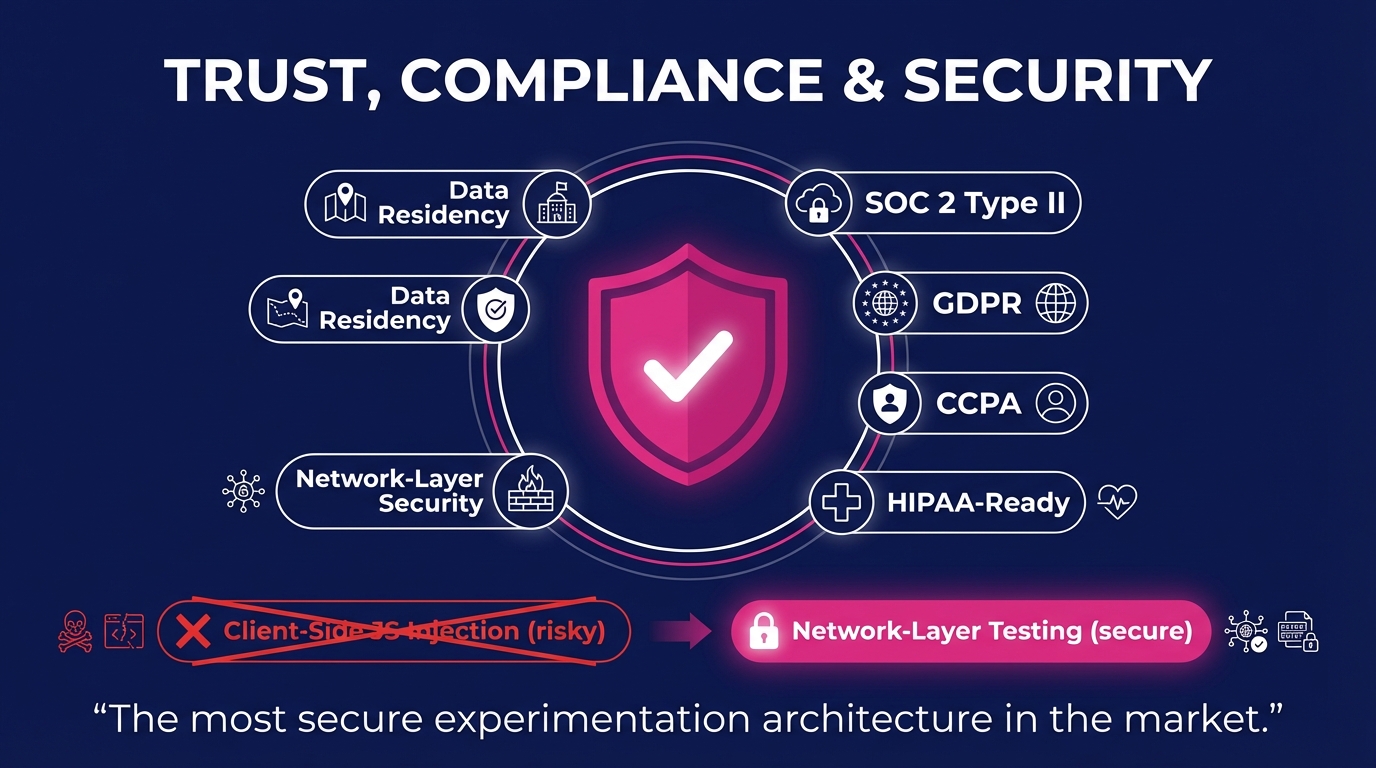 TRUST, COMPLIANCE & SECURITY
Data
Residency
Data
Residency
Network-Layer
Security
SOC 2 Type II
GDPR
CCPA
HIPAA-Ready
Client-Side JS Injection (risky)
Network-Layer Testing (secure)
“The most secure experimentation architecture in the market.”